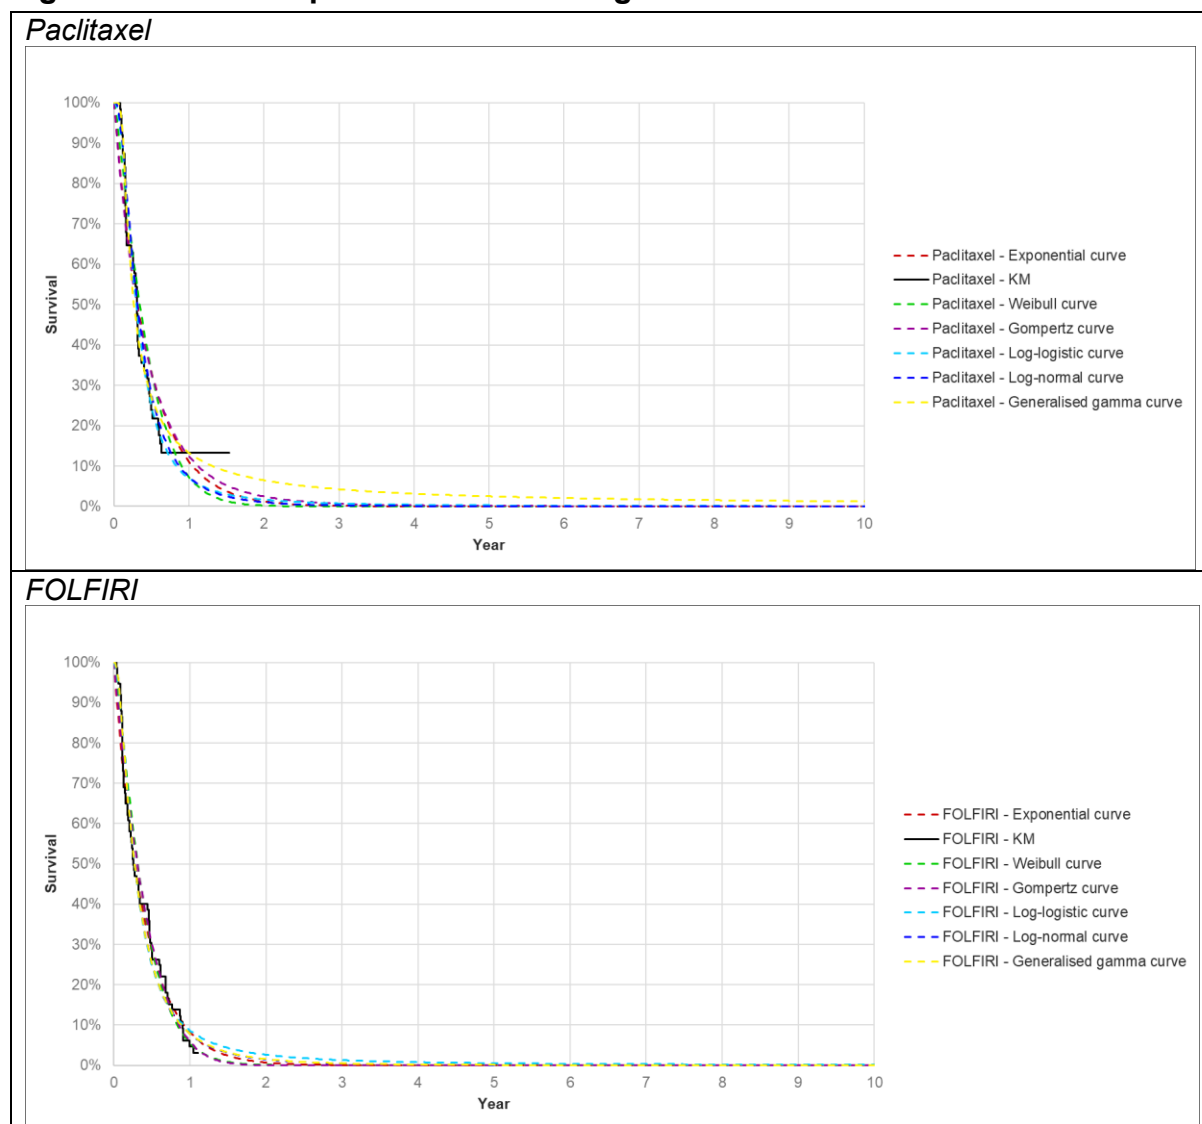 Paclitaxel
100%
90%
80%
70%
60%
50%
40%
30%
20%
10%
0%
Survival
0 1 2 3 4 5 6 7 8 9 10
Year
Paclitaxel - Exponential curve
Paclitaxel - KM
Paclitaxel - Weibull curve
Paclitaxel - Gompertz curve
Paclitaxel - Log-logistic curve
Paclitaxel - Log-normal curve
Paclitaxel - Generalised gamma curve
FOLFIRI
100%
90%
80%
70%
60%
50%
40%
30%
20%
10%
0%
Survival
0 1 2 3 4 5 6 7 8 9 10
Year
FOLFIRI - Exponential curve
FOLFIRI - KM
FOLFIRI - Weibull curve
FOLFIRI - Gompertz curve
FOLFIRI - Log-logistic curve
FOLFIRI - Log-normal curve
FOLFIRI - Generalised gamma curve